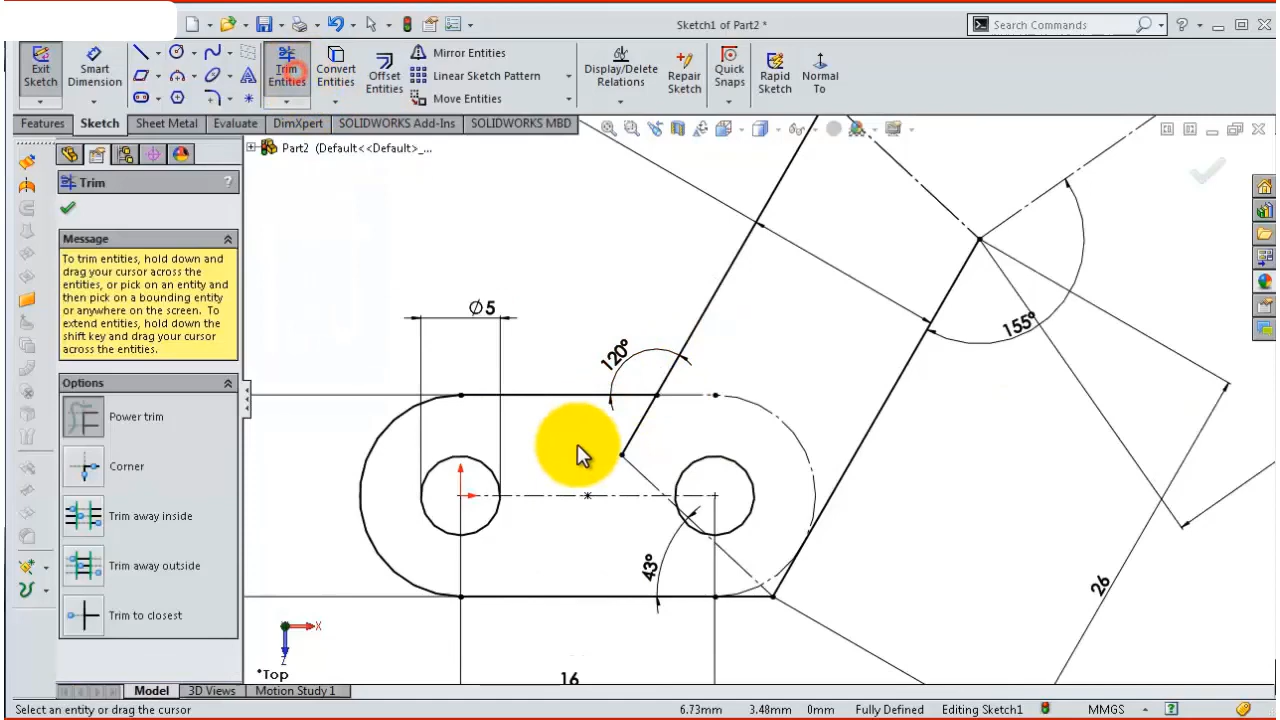 Sketch1 of Part2 *
Search Commands
Exit Sketch
Smart Dimension
Trim Entities
Convert Entities
Offset Entities
Mirror Entities
Linear Sketch Pattern
Move Entities
Display/Delete Relations
Repair Sketch
Quick Snaps
Rapid Sketch
Normal To
Features
Sketch
Sheet Metal
Evaluate
DimXpert
SOLIDWORKS Add-Ins
SOLIDWORKS MBD
Part2 (Default<<Default>_...
Trim
?
Message
To trim entities, hold down and
drag your cursor across the
entities, or pick on an entity and
then pick on a bounding entity
or anywhere on the screen. To
extend entities, hold down the
shift key and drag your cursor
across the entities.
Options
Power trim
Corner
Trim away inside
Trim away outside
Trim to closest
∅5
120°
155°
43°
26
16
X
Z
*Top
Model
3D Views
Motion Study 1
Select an entity or drag the cursor
6.73mm
3.48mm
0mm
Fully Defined
Editing Sketch1
MMGS